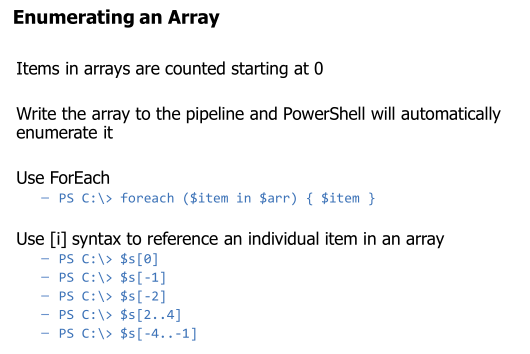 Enumerating an Array
Items in arrays are counted starting at 0
Write the array to the pipeline and PowerShell will automatically
enumerate it
Use ForEach
– PS C:\> foreach ($item in $arr) { $item }
Use [i] syntax to reference an individual item in an array
– PS C:\> $s[0]
– PS C:\> $s[-1]
– PS C:\> $s[-2]
– PS C:\> $s[2..4]
– PS C:\> $s[-4..-1]